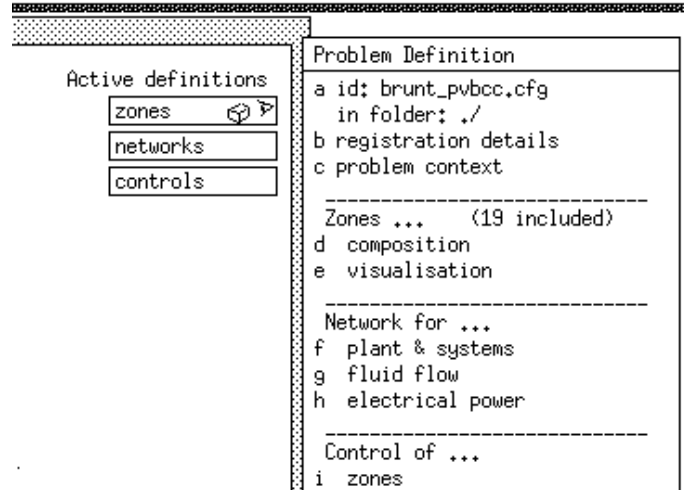 Active definitions
zones
networks
controls
Problem Definition
a id: brunt_pvbcc.cfg
in folder: ./
b registration details
c problem context
Zones ... (19 included)
d composition
e visualisation
Network for ...
f plant & systems
g fluid flow
h electrical power
Control of ...
i zones